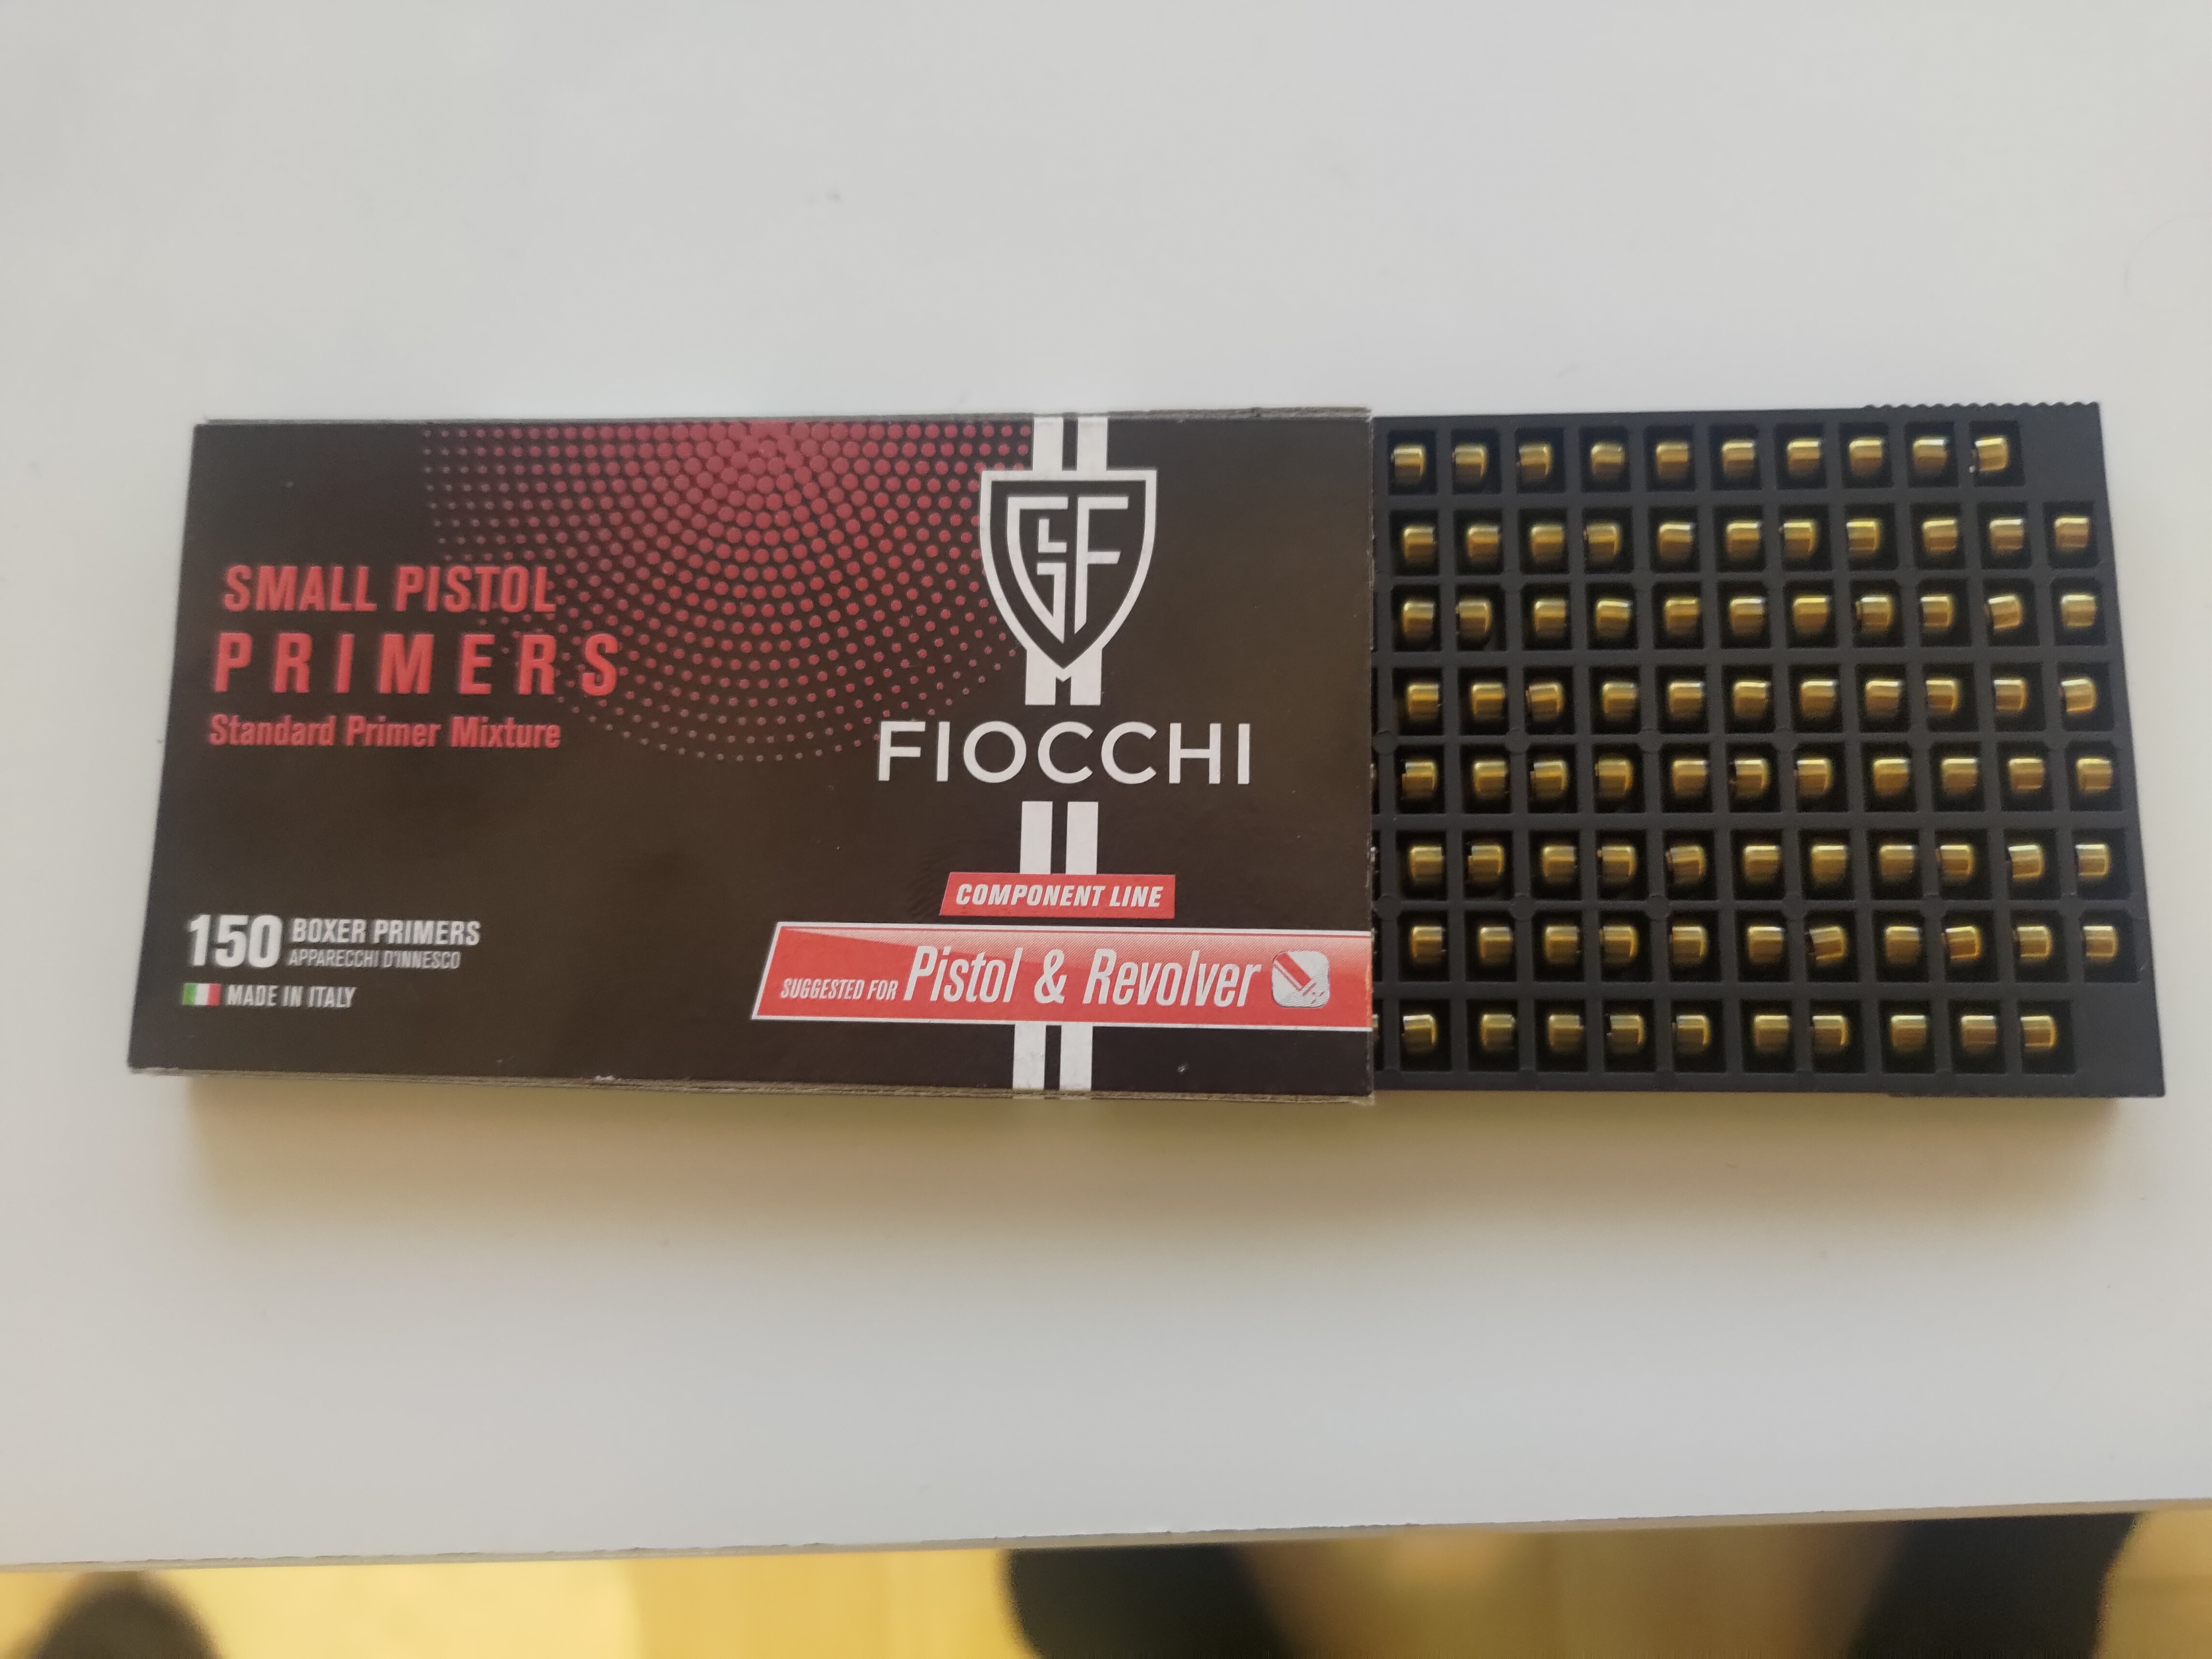 SMALL PISTOL
PRIMERS
Standard Primer Mixture
150 BOXER PRIMERS
APPARECCHI D'INNESCO
MADE IN ITALY
GFL
FIOCCHI
COMPONENT LINE
SUGGESTED FOR Pistol & Revolver